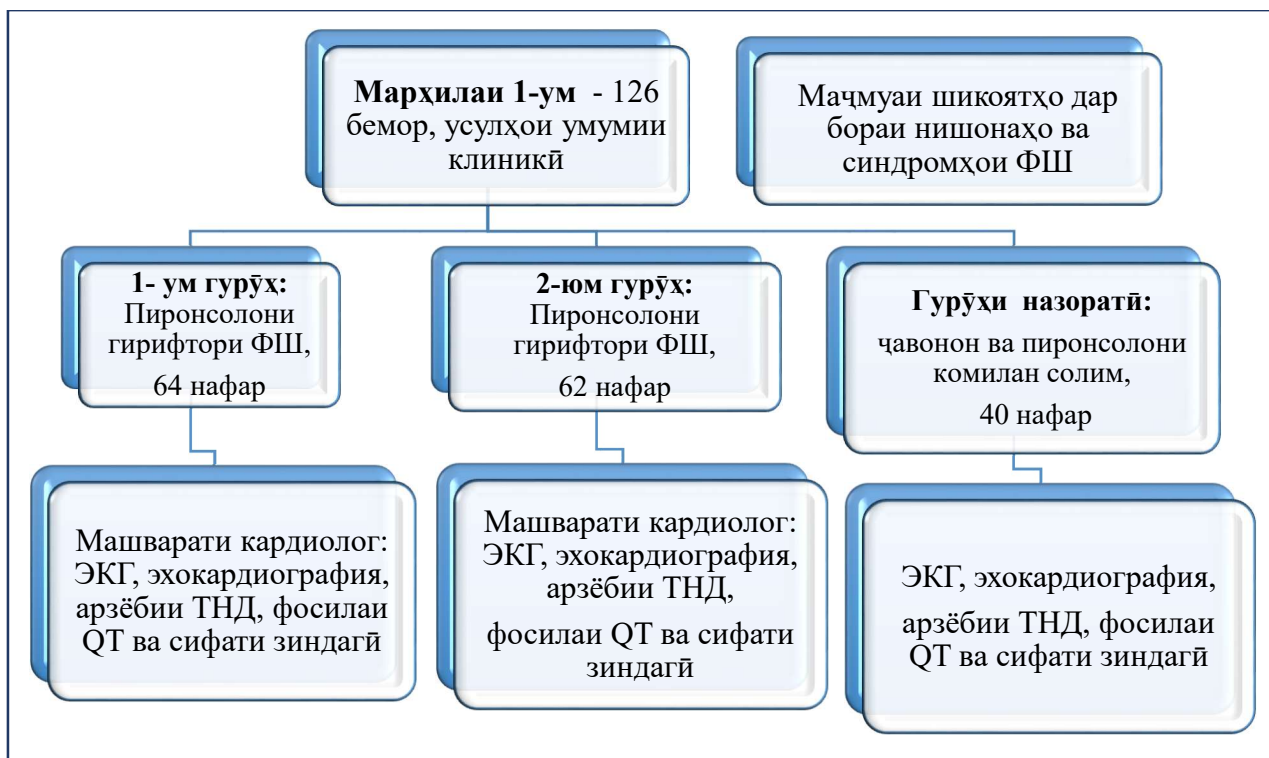 Марҳилаи 1-ум - 126
бемор, усулҳои умумии
клиникӣ
Маҷмуаи шикоятҳо дар
бораи нишонаҳо ва
синдромҳои ФШ
1- ум гурӯҳ:
Пиронсолони
гирифтори ФШ,
64 нафар
2-юм гурӯҳ:
Пиронсолони
гирифтори ФШ,
62 нафар
Гурӯҳи назоратӣ:
ҷавонон ва пиронсолони
комилан солим,
40 нафар
Машварати кардиолог:
ЭКГ, эхокардиография,
арзёбии ТНД, фосилаи
QT ва сифати зиндагӣ
Машварати кардиолог:
ЭКГ, эхокардиография,
арзёбии ТНД,
фосилаи QT ва сифати
зиндагӣ
ЭКГ, эхокардиография,
арзёбии ТНД, фосилаи
QT ва сифати зиндагӣ